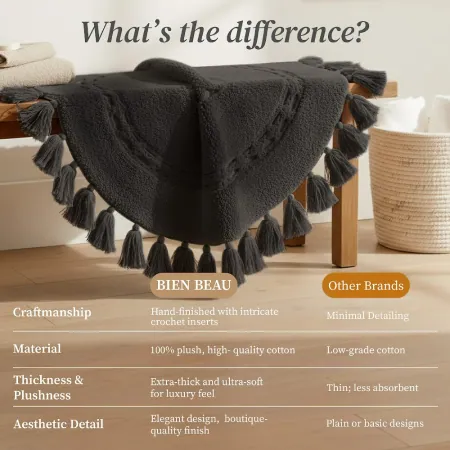 What's the difference?
BIEN BEAU
Other Brands
Craftmanship
Hand-finished with intricate
crochet inserts
Minimal Detailing
Material
100% plush, high- quality cotton
Low-grade cotton
Thickness &
Plushness
Extra-thick and ultra-soft
for luxury feel
Thin; less absorbent
Aesthetic Detail
Elegant design, boutique-
quality finish
Plain or basic designs